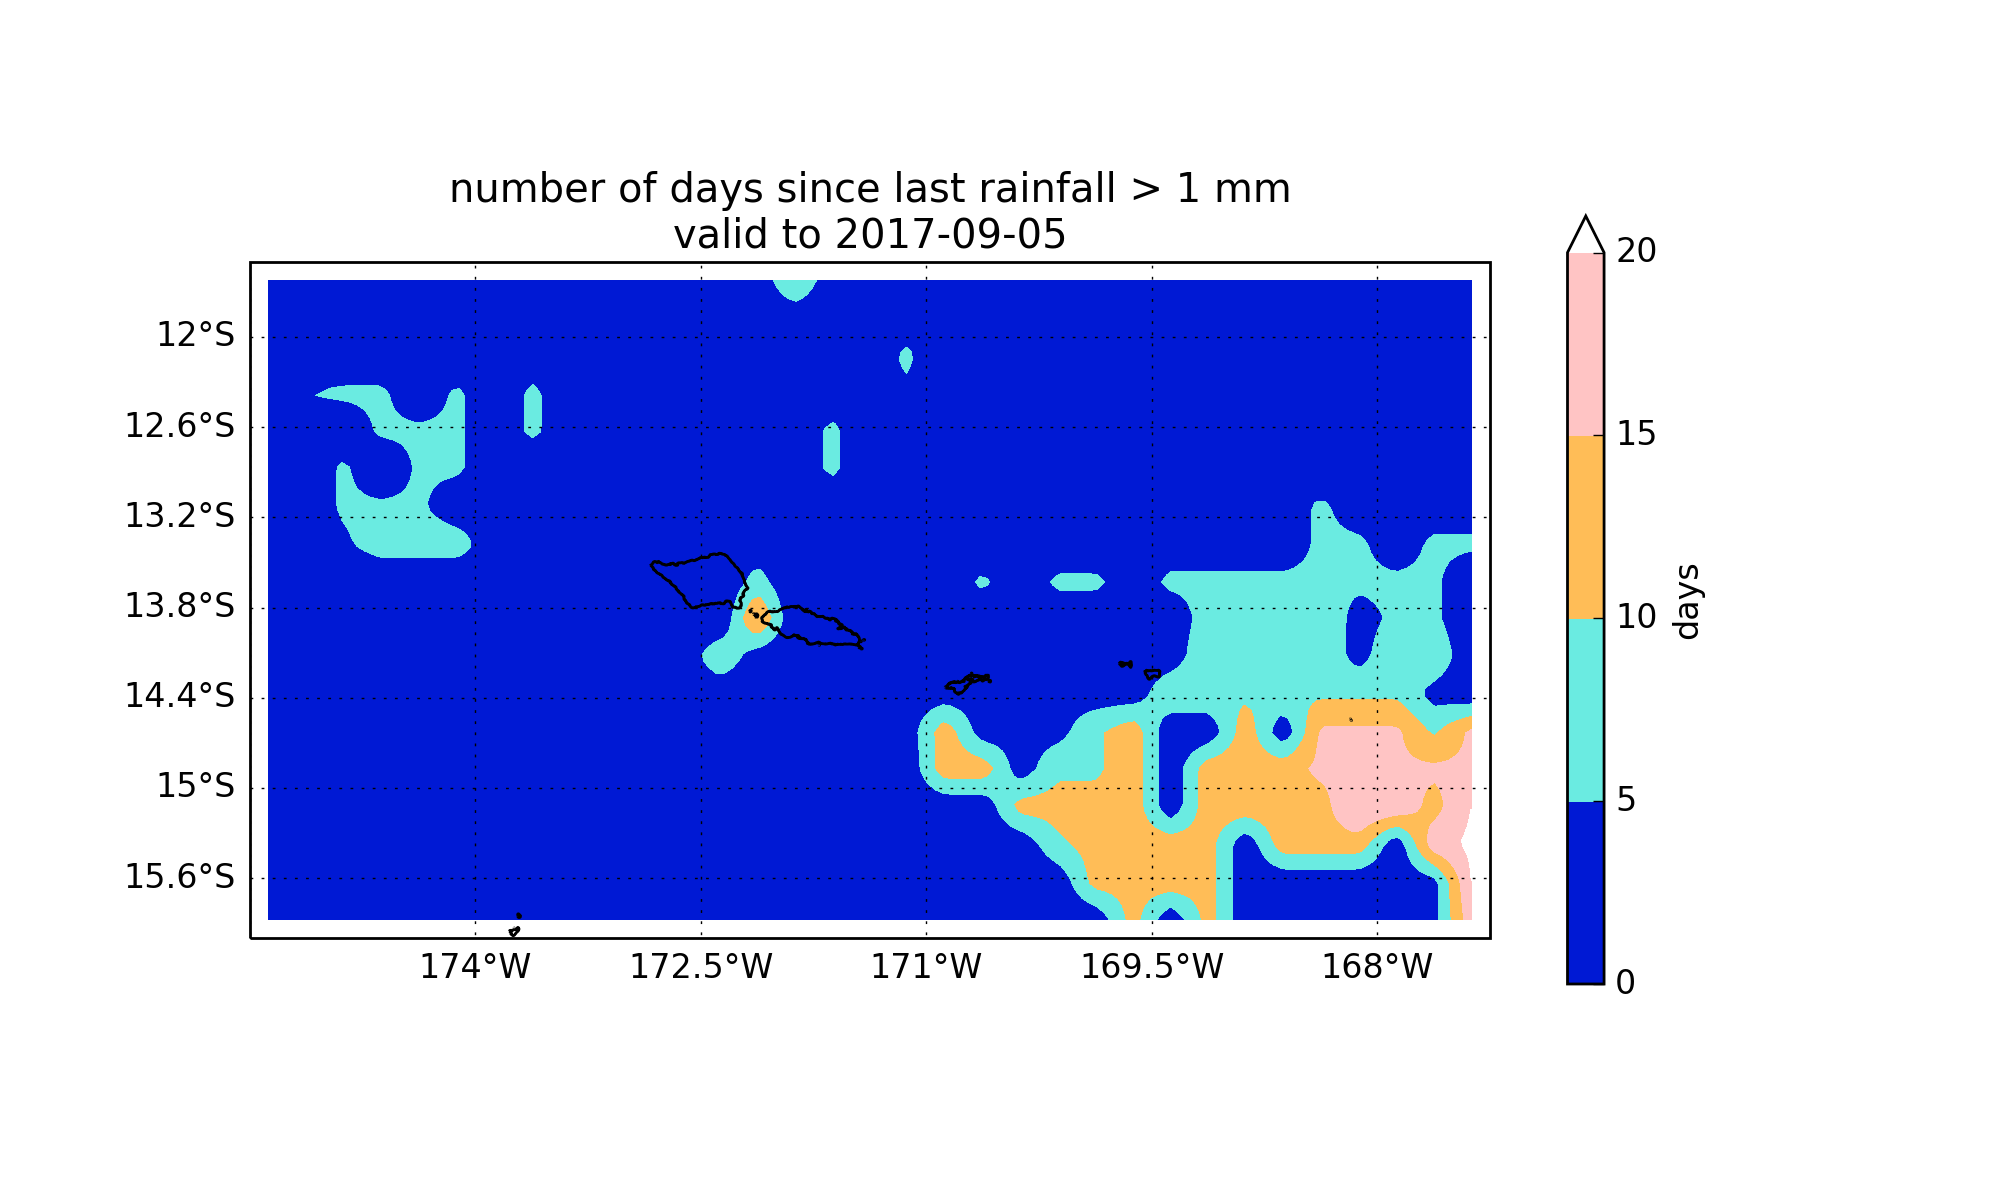 number of days since last rainfall > 1 mm
valid to 2017-09-05
12°S
12.6°S
13.2°S
13.8°S
14.4°S
15°S
15.6°S
174°W 172.5°W 171°W 169.5°W 168°W
20
15
10
5
0
days